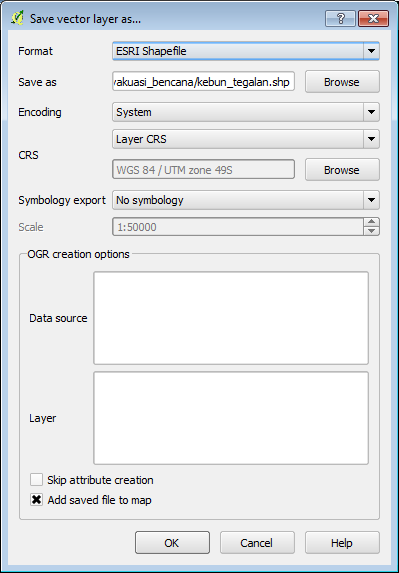 Save vector layer as...
Format ESRI Shapefile
Save as vakuasi_bencana/kebun_tegalan.shp Browse
Encoding System
Layer CRS
CRS
WGS 84 / UTM zone 49S Browse
Symbology export No symbology
Scale 1:50000
OGR creation options
Data source
Layer
Skip attribute creation
Add saved file to map
OK Cancel Help